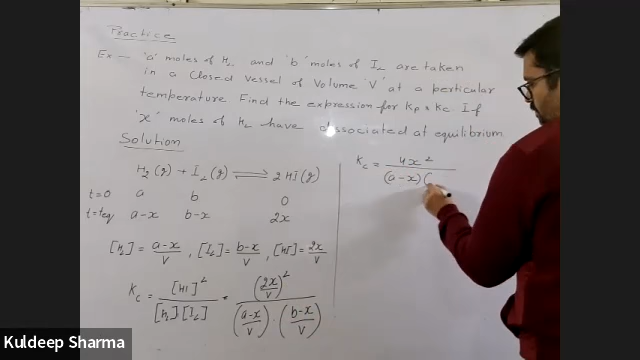 Practice
Ex— 'a' moles of H₂ and 'b' moles of I₂ are taken
in a closed vessel of volume 'V' at a perticular
temperature Find the expression for Kp & Kc. If
'x' moles of H₂ have dissociated at equilibrium
Solution
H₂(g) + I₂(g) ⇌ 2HI(g)
t=0 a b 0
t=teq a-x b-x 2x
[H₂] = (a-x)/V , [I₂] = (b-x)/V , [HI] = 2x/V
Kc = [HI]²/[H₂][I₂] = (2x/V)²/((a-x)/V)·((b-x)/V)
Kc = 4x²/(a-x)(
Kuldeep Sharma